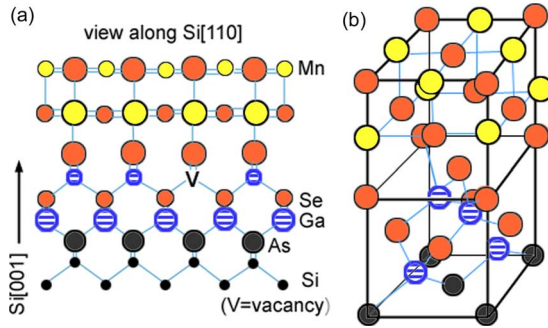 (a)
view along Si[110]
Mn
V
Se
Ga
As
Si
(V=vacancy)
Si[001]
(b)